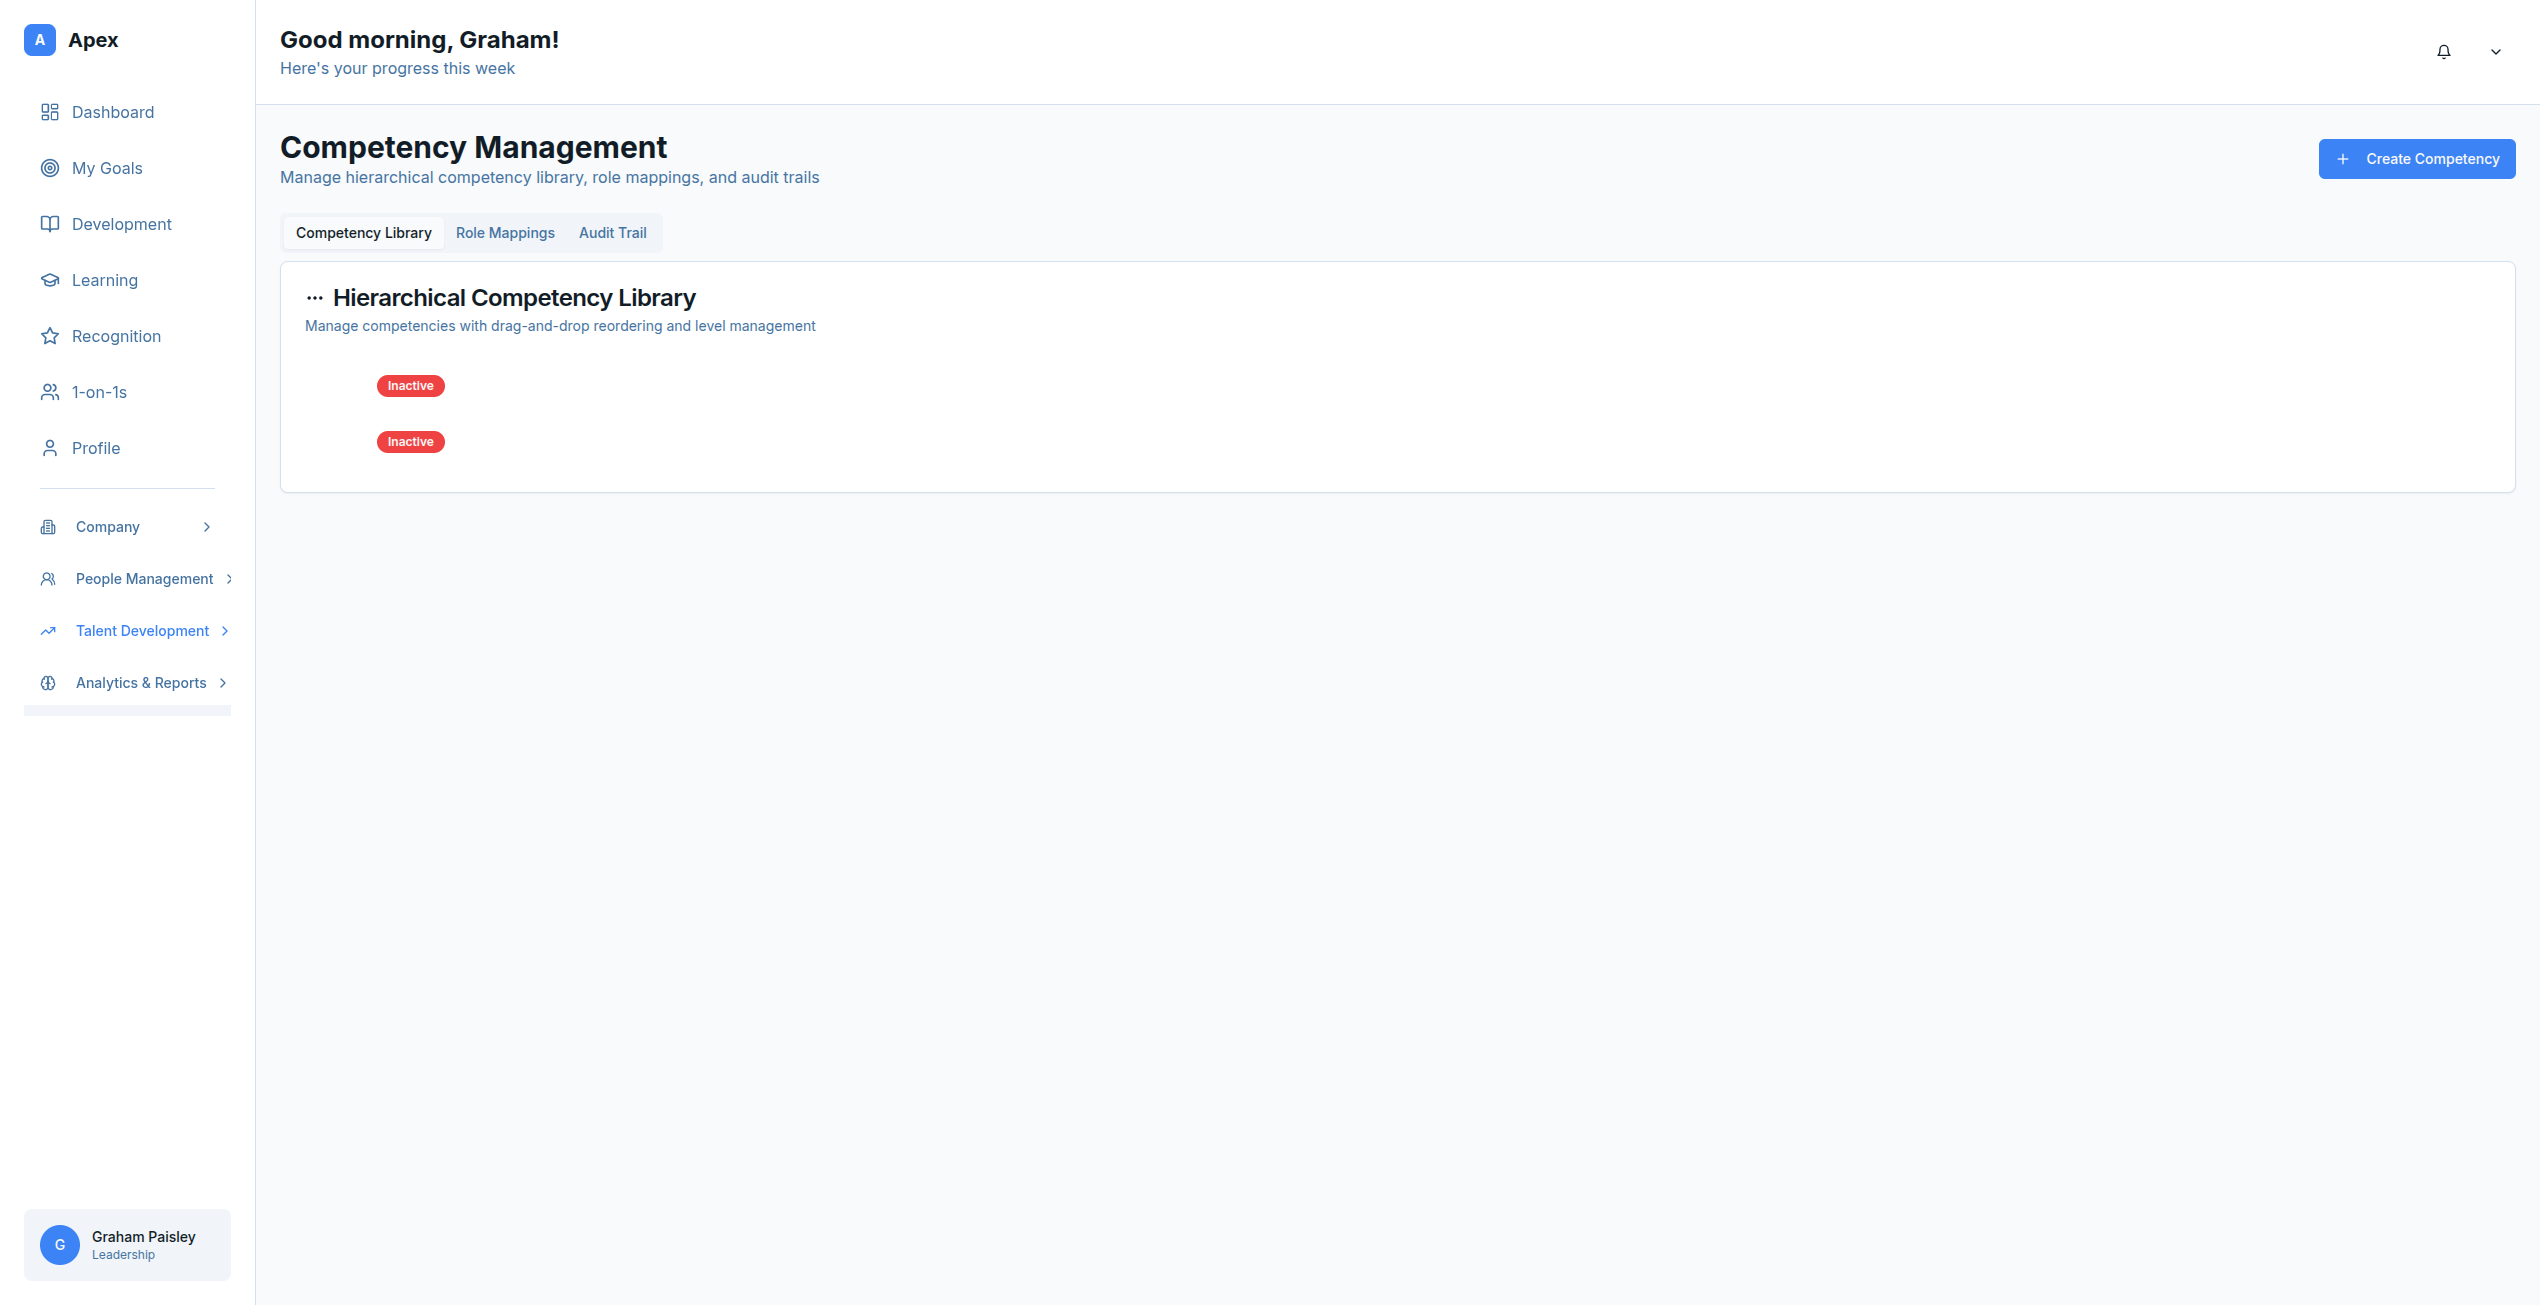 A
Apex
Dashboard
My Goals
Development
Learning
Recognition
1-on-1s
Profile
Company
People Management
Talent Development
Analytics & Reports
G
Graham Paisley
Leadership
Good morning, Graham!
Here's your progress this week
Competency Management
Manage hierarchical competency library, role mappings, and audit trails
Create Competency
Competency Library
Role Mappings
Audit Trail
Hierarchical Competency Library
Manage competencies with drag-and-drop reordering and level management
Inactive
Inactive